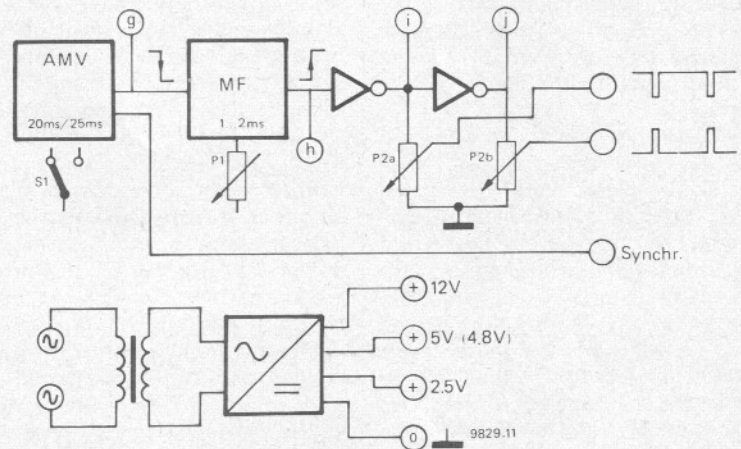 g
i
j
AMV
20ms/25ms
S1
MF
1...2ms
P1
h
P2a
P2b
Synchr.
+ 12V
+ 5V (4,8V)
+ 2.5V
0
9829.11